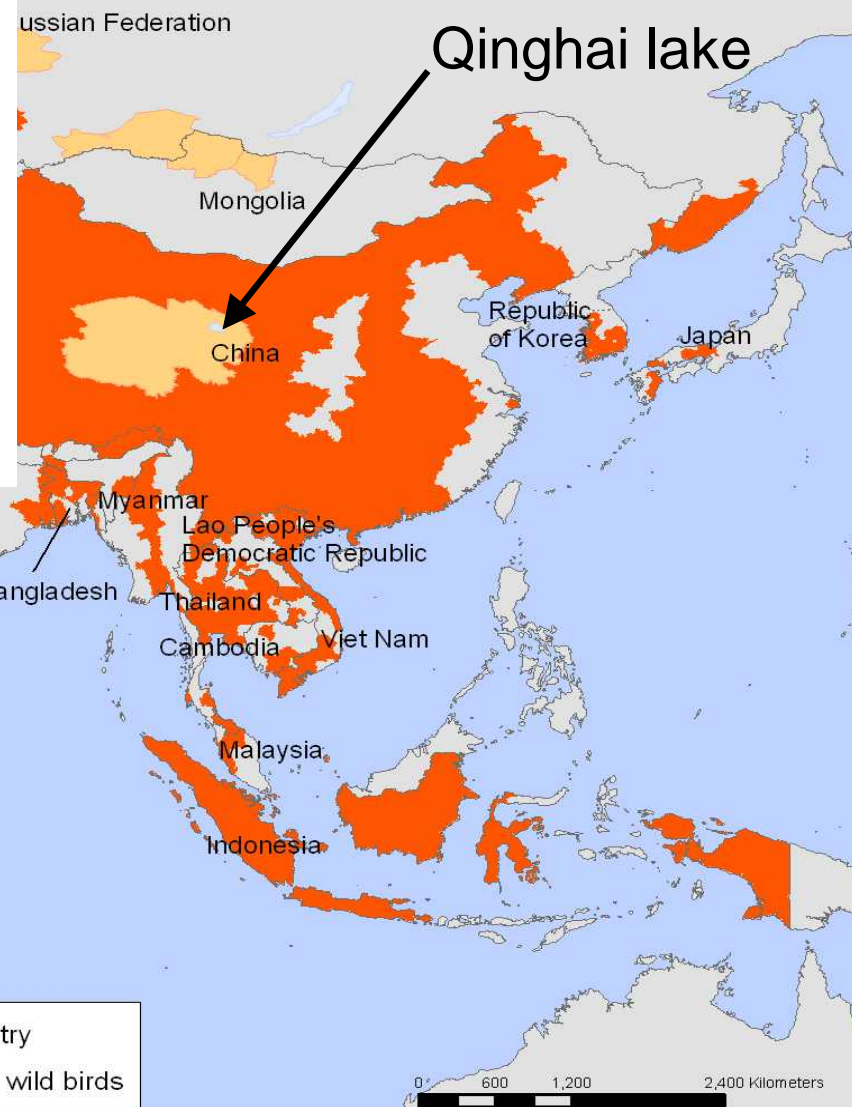 ussian Federation
Qinghai lake
Mongolia
Republic
of Korea
Japan
China
Myanmar
Lao People's
Democratic Republic
angladesh
Thailand
Cambodia
Viet Nam
Malaysia
Indonesia
try
wild birds
0 600 1,200 2,400 Kilometers